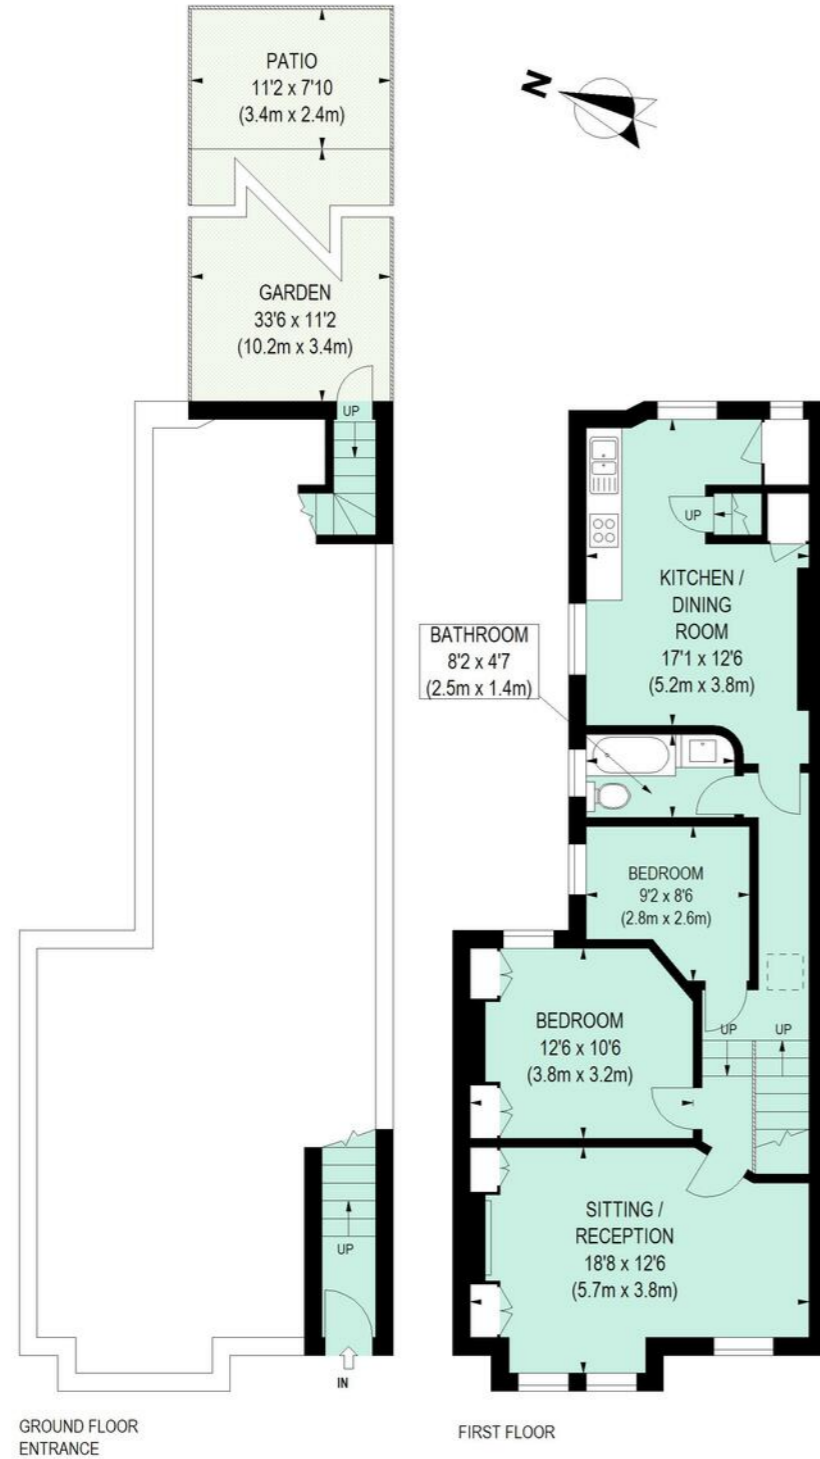 PATIO
11'2 x 7'10
(3.4m x 2.4m)
N
GARDEN
33'6 x 11'2
(10.2m x 3.4m)
UP
UP
IN
GROUND FLOOR
ENTRANCE
UP
KITCHEN /
DINING
ROOM
17'1 x 12'6
(5.2m x 3.8m)
BATHROOM
8'2 x 4'7
(2.5m x 1.4m)
BEDROOM
9'2 x 8'6
(2.8m x 2.6m)
BEDROOM
12'6 x 10'6
(3.8m x 3.2m)
UP UP
SITTING /
RECEPTION
18'8 x 12'6
(5.7m x 3.8m)
FIRST FLOOR